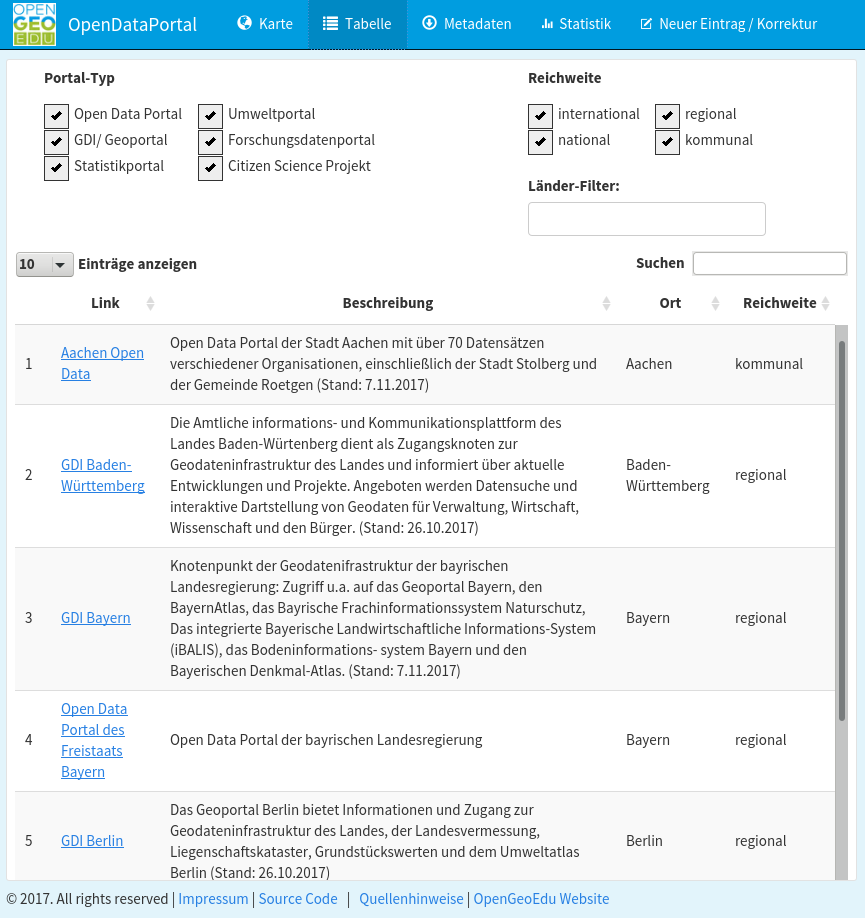 OPEN
GEO
EDU
OpenDataPortal
Karte
Tabelle
Metadaten
Statistik
Neuer Eintrag / Korrektur
Portal-Typ
Open Data Portal
Umweltportal
GDI/ Geoportal
Forschungsdatenportal
Statistikportal
Citizen Science Projekt
Reichweite
international
regional
national
kommunal
Länder-Filter:
10 Einträge anzeigen
Suchen
Link
Beschreibung
Ort
Reichweite
1
Aachen Open
Data
Open Data Portal der Stadt Aachen mit über 70 Datensätzen
verschiedener Organisationen, einschließlich der Stadt Stolberg und
der Gemeinde Roetgen (Stand: 7.11.2017)
Aachen
kommunal
2
GDI Baden-
Württemberg
Die Amtliche informations- und Kommunikationsplattform des
Landes Baden-Würtenberg dient als Zugangsknoten zur
Geodateninfrastruktur des Landes und informiert über aktuelle
Entwicklungen und Projekte. Angeboten werden Datensuche und
interaktive Dartstellung von Geodaten für Verwaltung, Wirtschaft,
Wissenschaft und den Bürger. (Stand: 26.10.2017)
Baden-
Württemberg
regional
3
GDI Bayern
Knotenpunkt der Geodatenifrastruktur der bayrischen
Landesregierung: Zugriff u.a. auf das Geoportal Bayern, den
BayernAtlas, das Bayrische Frachinformationssystem Naturschutz,
Das integrierte Bayerische Landwirtschaftliche Informations-System
(iBALIS), das Bodeninformations- system Bayern und den
Bayerischen Denkmal-Atlas. (Stand: 7.11.2017)
Bayern
regional
4
Open Data
Portal des
Freistaats
Bayern
Open Data Portal der bayrischen Landesregierung
Bayern
regional
5
GDI Berlin
Das Geoportal Berlin bietet Informationen und Zugang zur
Geodateninfrastruktur des Landes, der Landesvermessung,
Liegenschaftskataster, Grundstückswerten und dem Umweltatlas
Berlin (Stand: 26.10.2017)
Berlin
regional
© 2017. All rights reserved | Impressum | Source Code | Quellenhinweise | OpenGeoEdu Website